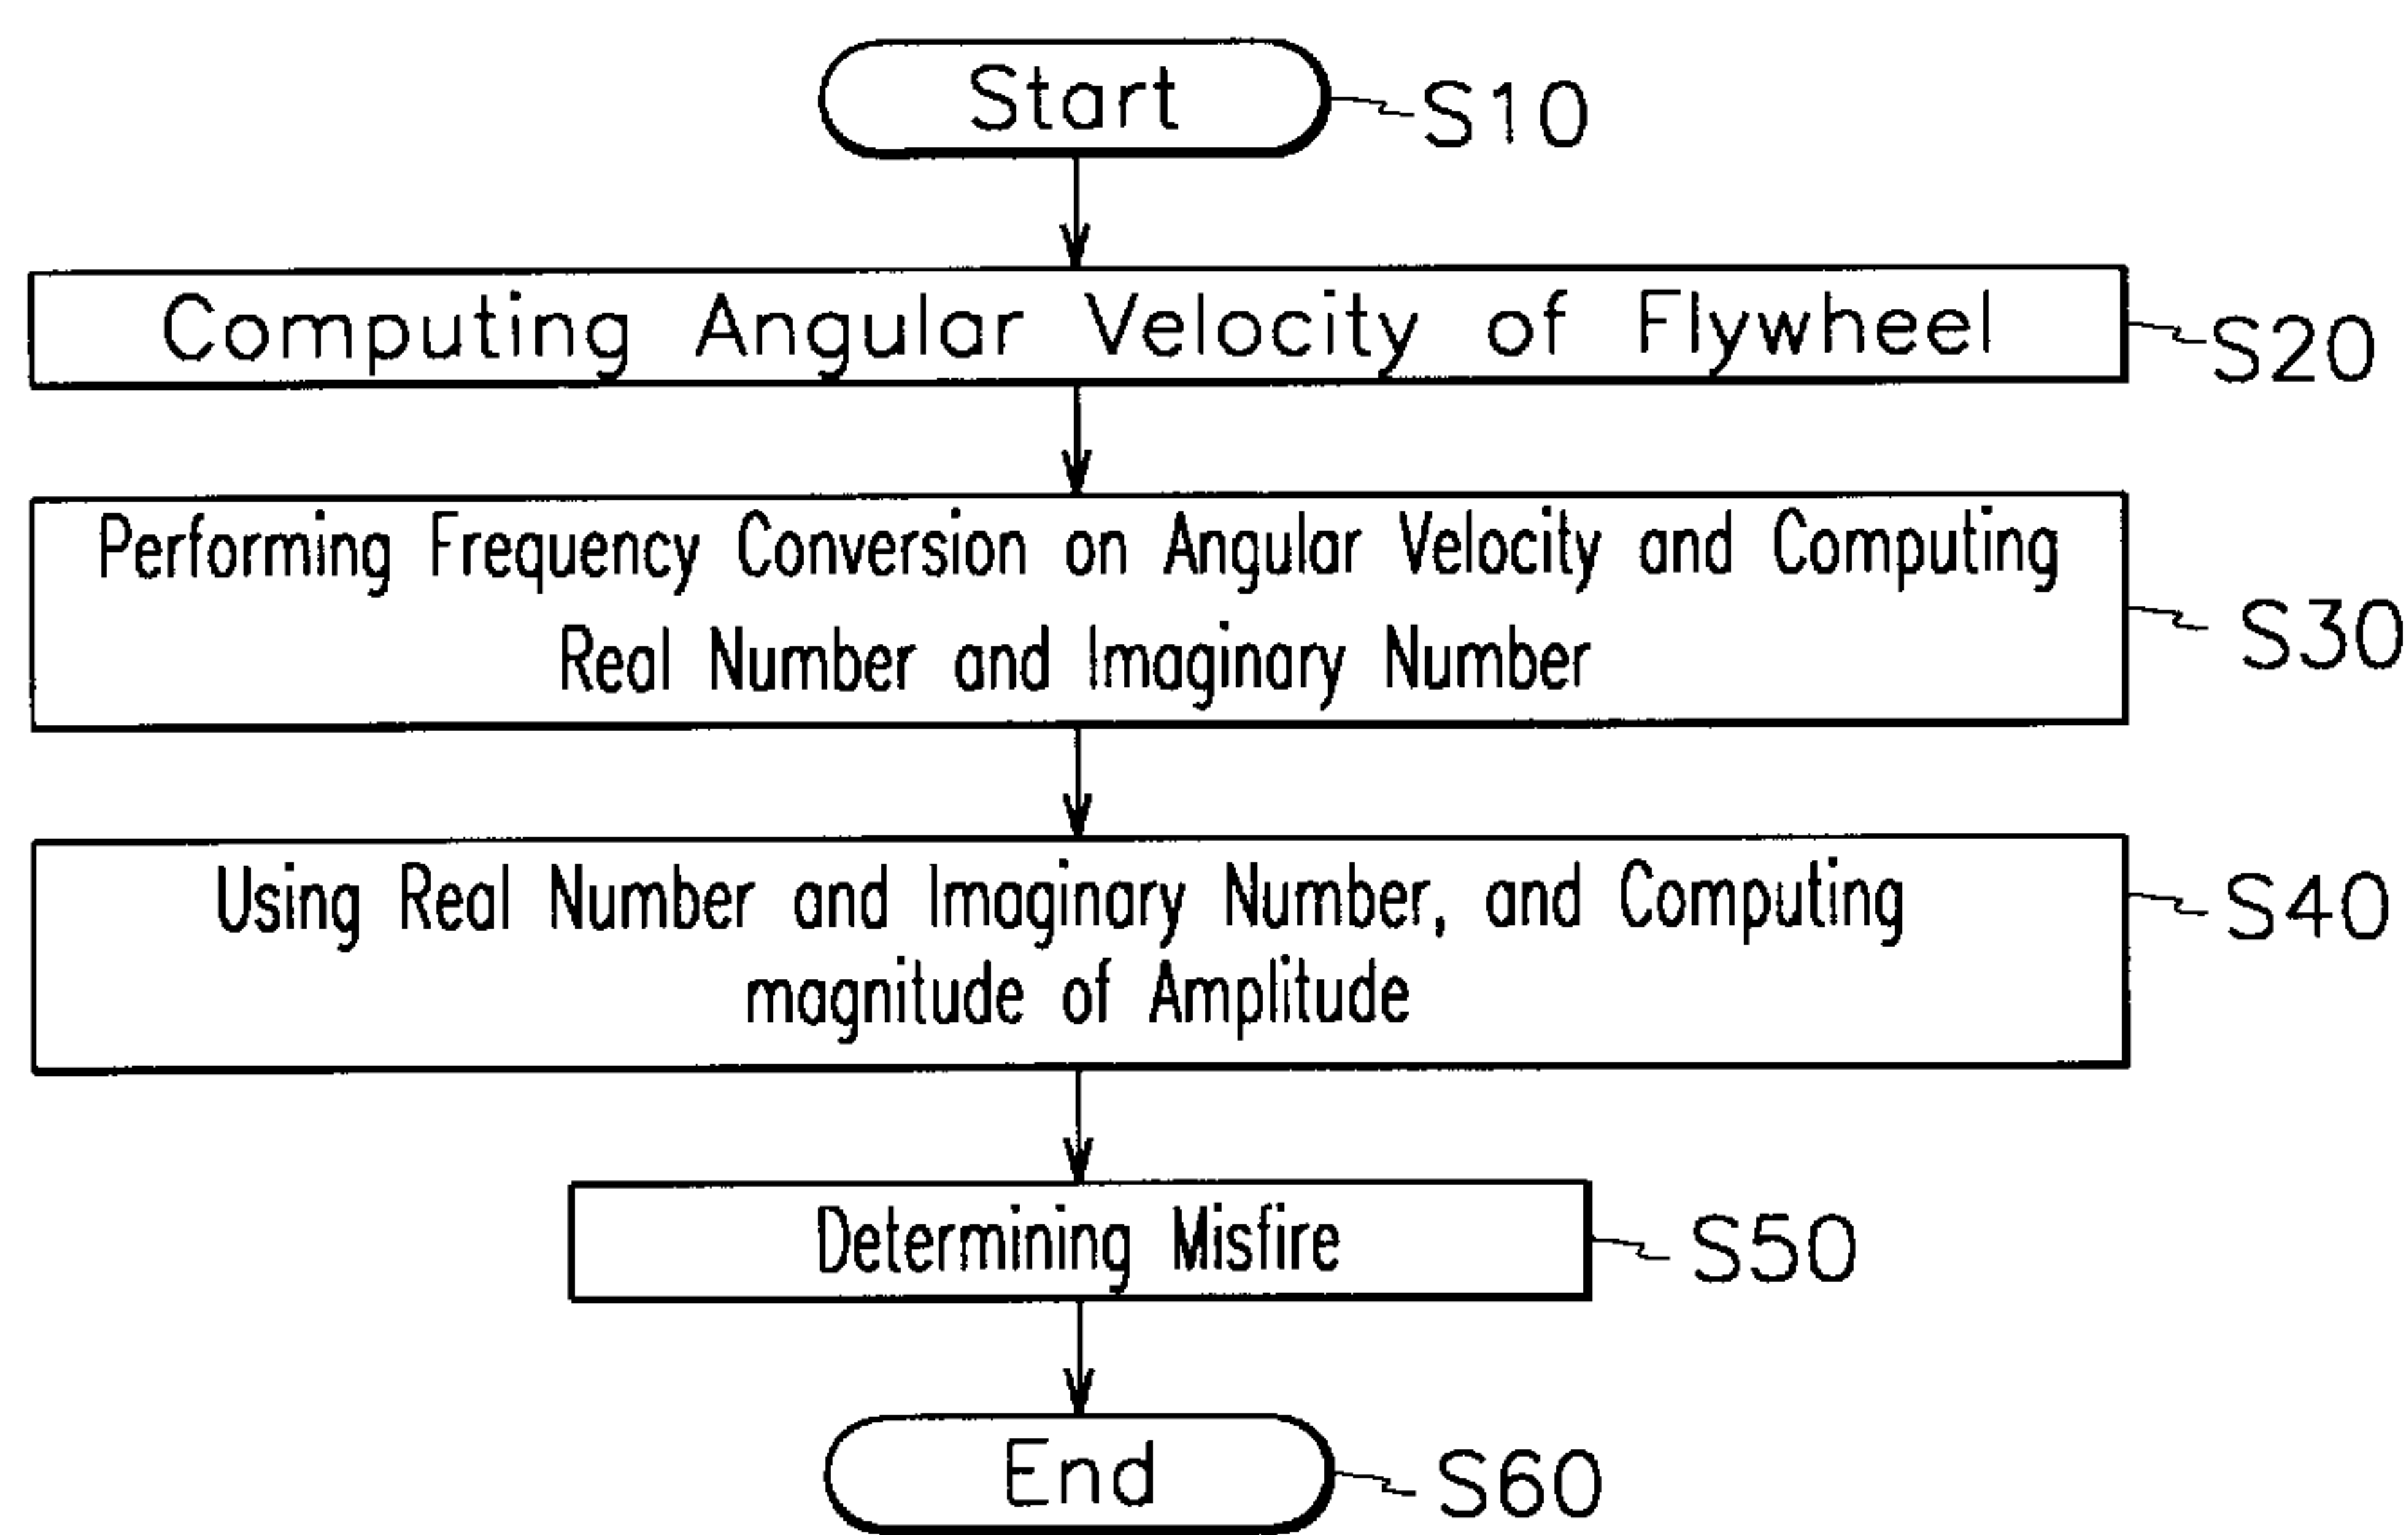 Start
S10
Computing Angular Velocity of Flywheel
S20
Performing Frequency Conversion on Angular Velocity and Computing
Real Number and Imaginary Number
S30
Using Real Number and Imaginary Number, and Computing
magnitude of Amplitude
S40
Determining Misfire
S50
End
S60